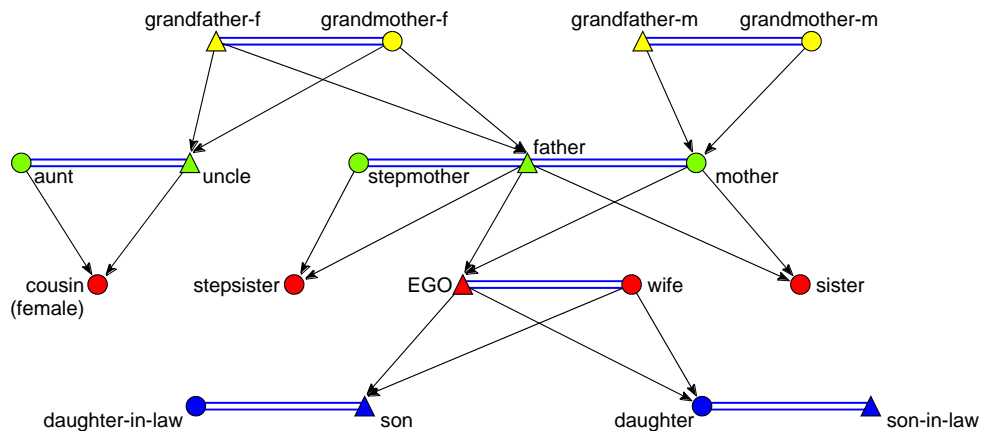 grandfather-f
grandmother-f
grandfather-m
grandmother-m
father
aunt
uncle
stepmother
mother
cousin
(female)
stepsister
EGO
wife
sister
daughter-in-law
son
daughter
son-in-law